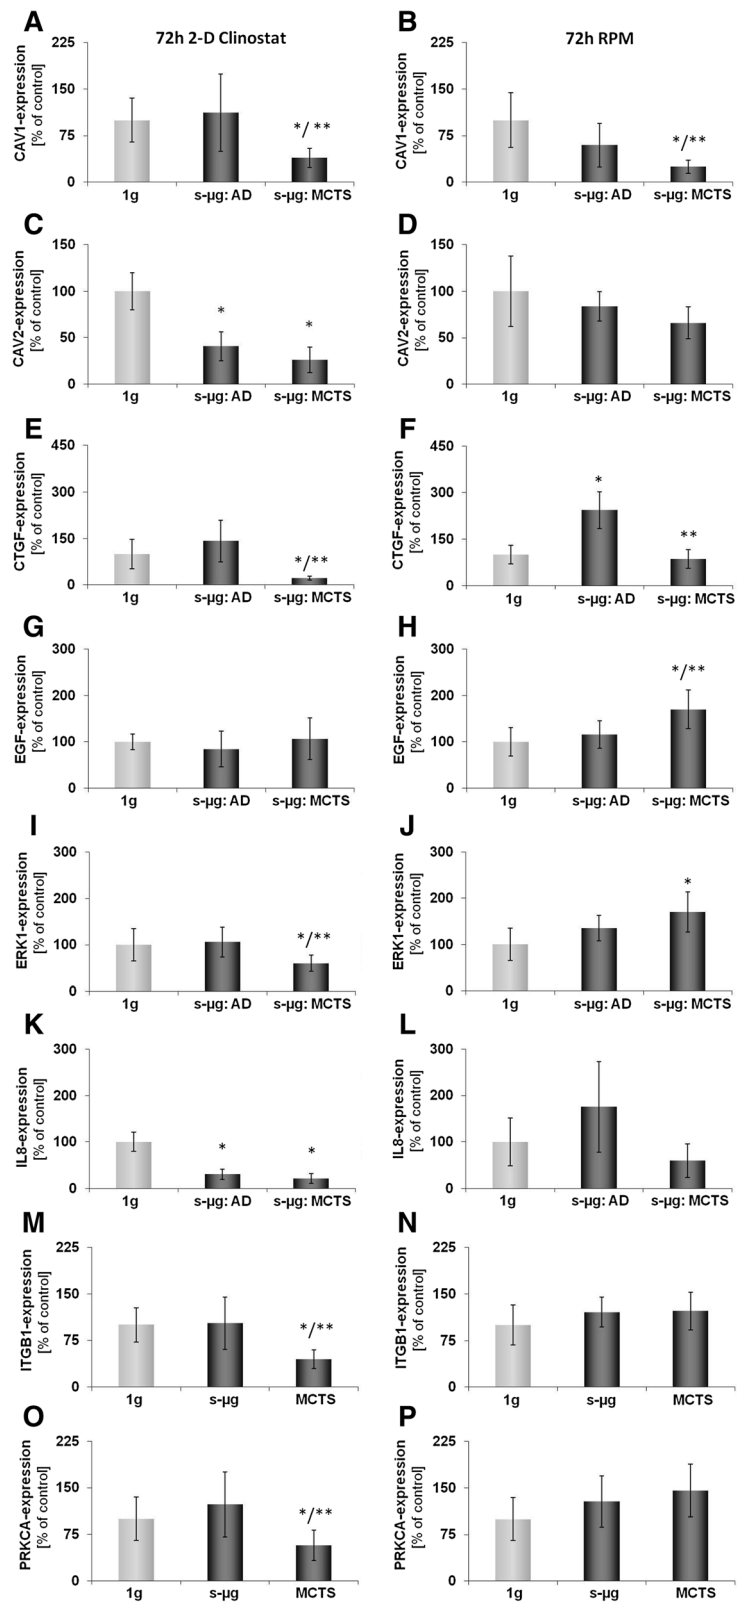 A
72h 2-D Clinostat
CAV1-expression
[% of control]
225
150
75
0
*/**
1g
s-µg: AD
s-µg: MCTS
B
72h RPM
CAV1-expression
[% of control]
225
150
75
0
*/**
1g
s-µg: AD
s-µg: MCTS
C
CAV2-expression
[% of control]
150
100
50
0
*
*
1g
s-µg: AD
s-µg: MCTS
D
CAV2-expression
[% of control]
150
100
50
0
1g
s-µg: AD
s-µg: MCTS
E
CTGF-expression
[% of control]
450
300
150
0
*/**
1g
s-µg: AD
s-µg: MCTS
F
CTGF-expression
[% of control]
450
300
150
0
*
**
1g
s-µg: AD
s-µg: MCTS
G
EGF-expression
[% of control]
300
200
100
0
1g
s-µg: AD
s-µg: MCTS
H
EGF-expression
[% of control]
300
200
100
0
*/**
1g
s-µg: AD
s-µg: MCTS
I
ERK1-expression
[% of control]
300
200
100
0
*/**
1g
s-µg: AD
s-µg: MCTS
J
ERK1-expression
[% of control]
300
200
100
0
*
1g
s-µg: AD
s-µg: MCTS
K
IL8-expression
[% of control]
300
200
100
0
*
*
1g
s-µg: AD
s-µg: MCTS
L
IL8-expression
[% of control]
300
200
100
0
1g
s-µg: AD
s-µg: MCTS
M
ITGB1-expression
[% of control]
225
150
75
0
*/**
1g
s-µg
MCTS
N
ITGB1-expression
[% of control]
225
150
75
0
1g
s-µg
MCTS
O
PRKCA-expression
[% of control]
225
150
75
0
*/**
1g
s-µg
MCTS
P
PRKCA-expression
[% of control]
225
150
75
0
1g
s-µg
MCTS